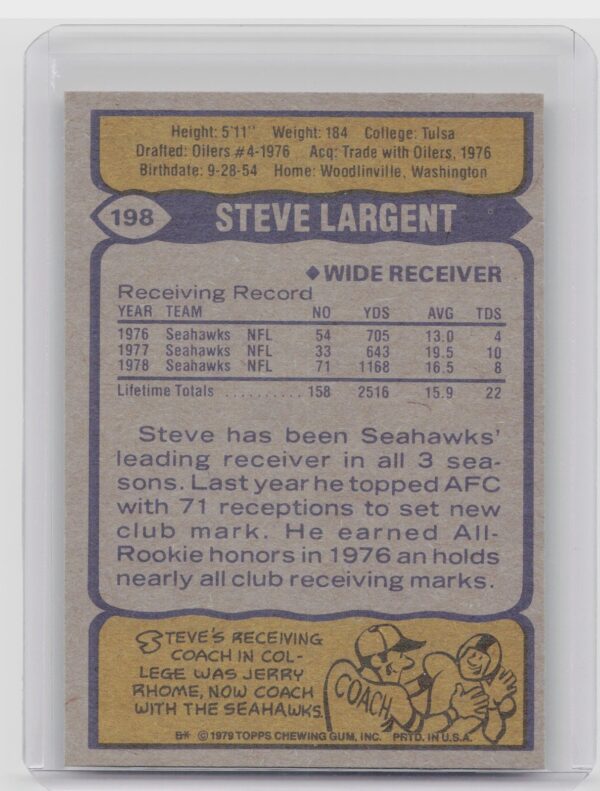 Height: 5'11" Weight: 184 College: Tulsa
Drafted: Oilers #4-1976 Acq: Trade with Oilers, 1976
Birthdate: 9-28-54 Home: Woodlinville, Washington
198 STEVE LARGENT
◆WIDE RECEIVER
Receiving Record
YEAR TEAM NO YDS AVG TDS
1976 Seahawks NFL 54 705 13.0 4
1977 Seahawks NFL 33 643 19.5 10
1978 Seahawks NFL 71 1168 16.5 8
Lifetime Totals .......... 158 2516 15.9 22
Steve has been Seahawks'
leading receiver in all 3 sea-
sons. Last year he topped AFC
with 71 receptions to set new
club mark. He earned All-
Rookie honors in 1976 an holds
nearly all club receiving marks.
STEVE'S RECEIVING
COACH IN COL-
LEGE WAS JERRY
RHOME, NOW COACH
WITH THE SEAHAWKS.
COACH
B* © 1979 TOPPS CHEWING GUM, INC. PRTD. IN U.S.A.